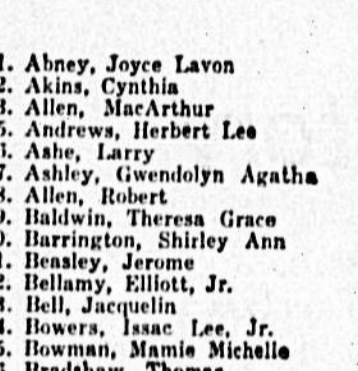 1. Abney, Joyce Lavon
2. Akins, Cynthia
3. Allen, MacArthur
5. Andrews, Herbert Lee
6. Ashe, Larry
7. Ashley, Gwendolyn Agatha
8. Allen, Robert
9. Baldwin, Theresa Grace
0. Barrington, Shirley Ann
1. Beasley, Jerome
2. Bellamy, Elliott, Jr.
3. Bell, Jacquelin
4. Bowers, Issac Lee, Jr.
5. Bowman, Mamie Michelle
Bradshaw, Thomas